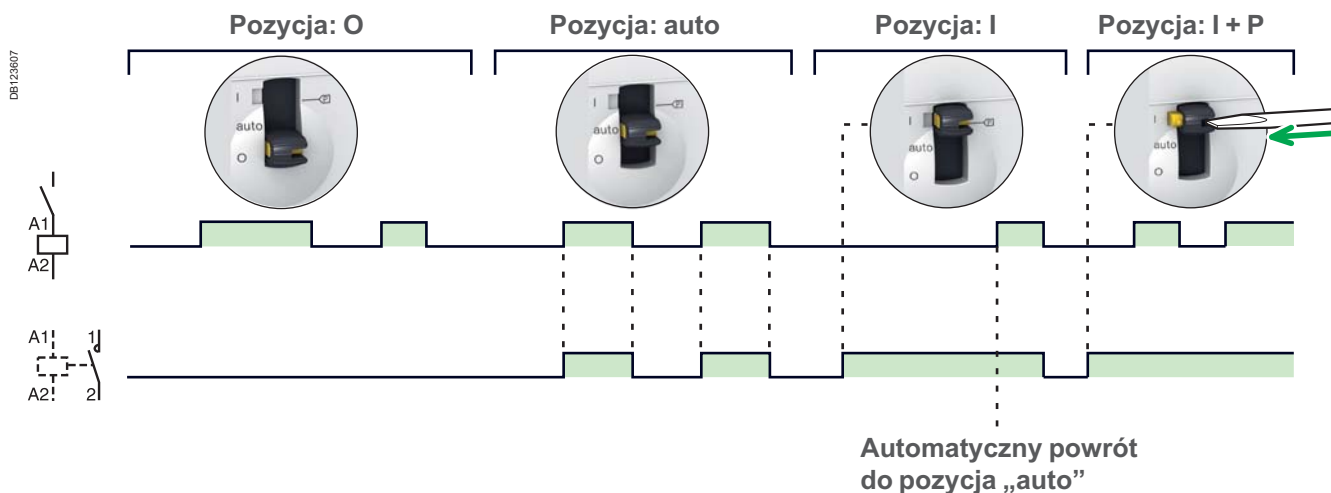 Pozycja: O
Pozycja: auto
Pozycja: I
Pozycja: I + P
DB123607
I
auto
O
I
auto
O
I
auto
O
I
auto
O
A1
A2
A1
1
A2
2
Automatyczny powrót
do pozycja „auto”